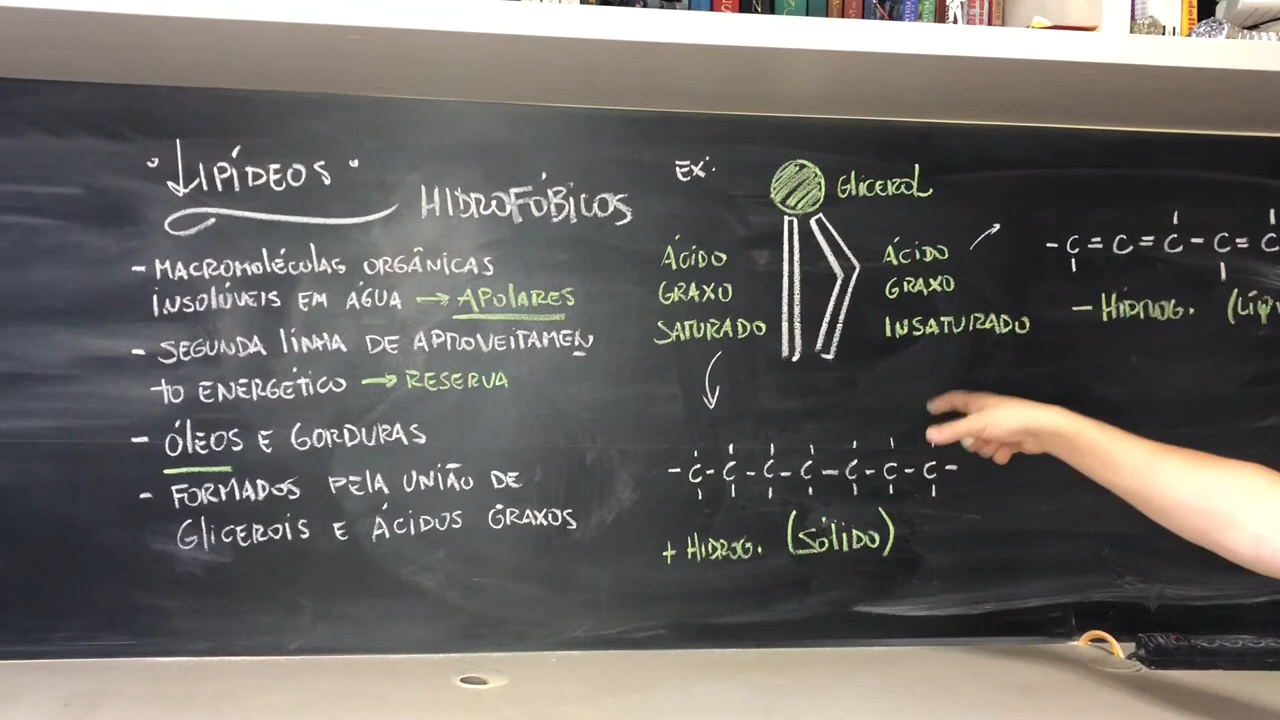 "LIPÍDEOS"
HIDROFÓBICOS
- MACROMOLÉCULAS ORGÂNICAS
INSOLÚVEIS EM ÁGUA → APOLARES
- SEGUNDA LINHA DE APROVEITAMEN
TO ENERGÉTICO → RESERVA
- ÓLEOS E GORDURAS
- FORMADOS PELA UNIÃO DE
GLICEROIS E ÁCIDOS GRAXOS
EX:
GLICEROL
ÁCIDO
GRAXO
SATURADO
ÁCIDO
GRAXO
INSATURADO
- C = C = C - C = C
- HIDROG. (LÍQ
- C - C - C - C - C - C - C -
+ HIDROG. (SÓLIDO)